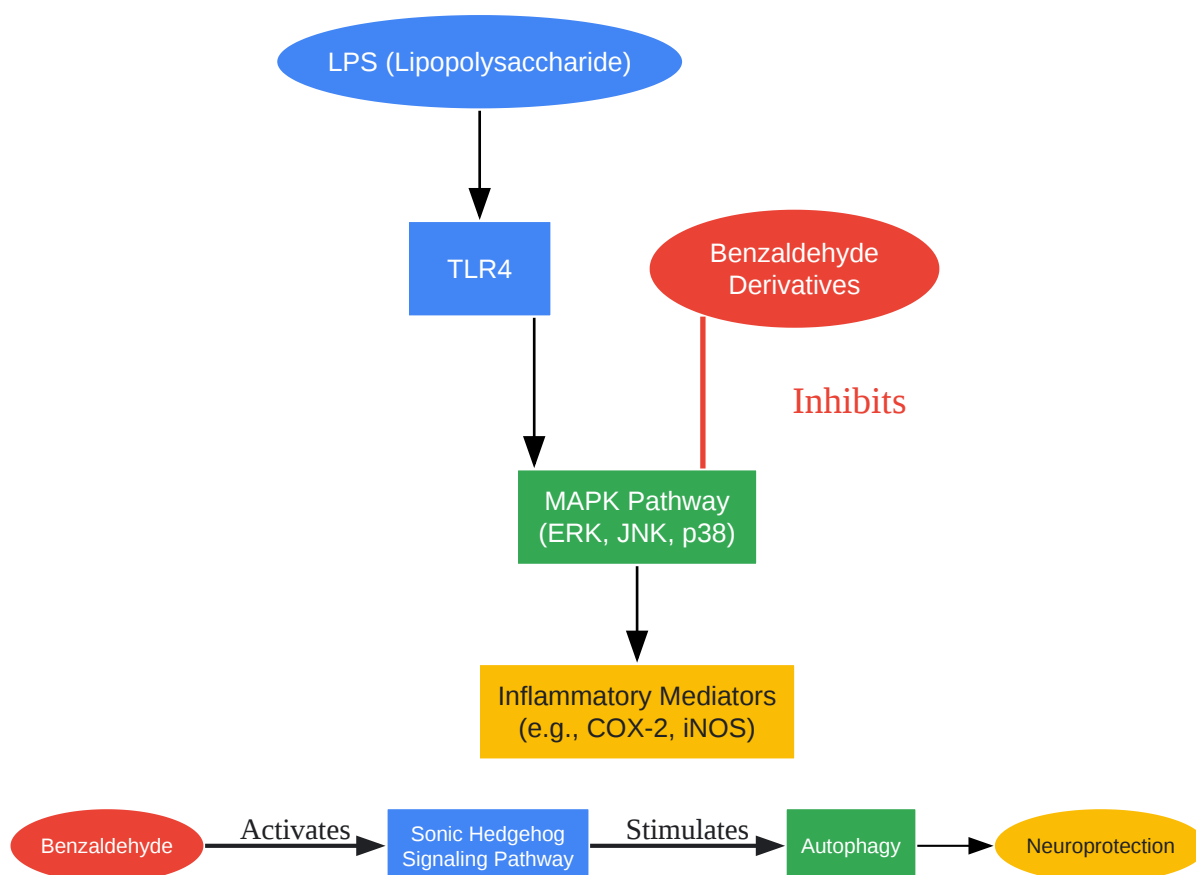 LPS (Lipopolysaccharide)
TLR4
Benzaldehyde
Derivatives
Inhibits
MAPK Pathway
(ERK, JNK, p38)
Inflammatory Mediators
(e.g., COX-2, iNOS)
Benzaldehyde
Activates
Sonic Hedgehog
Signaling Pathway
Stimulates
Autophagy
Neuroprotection